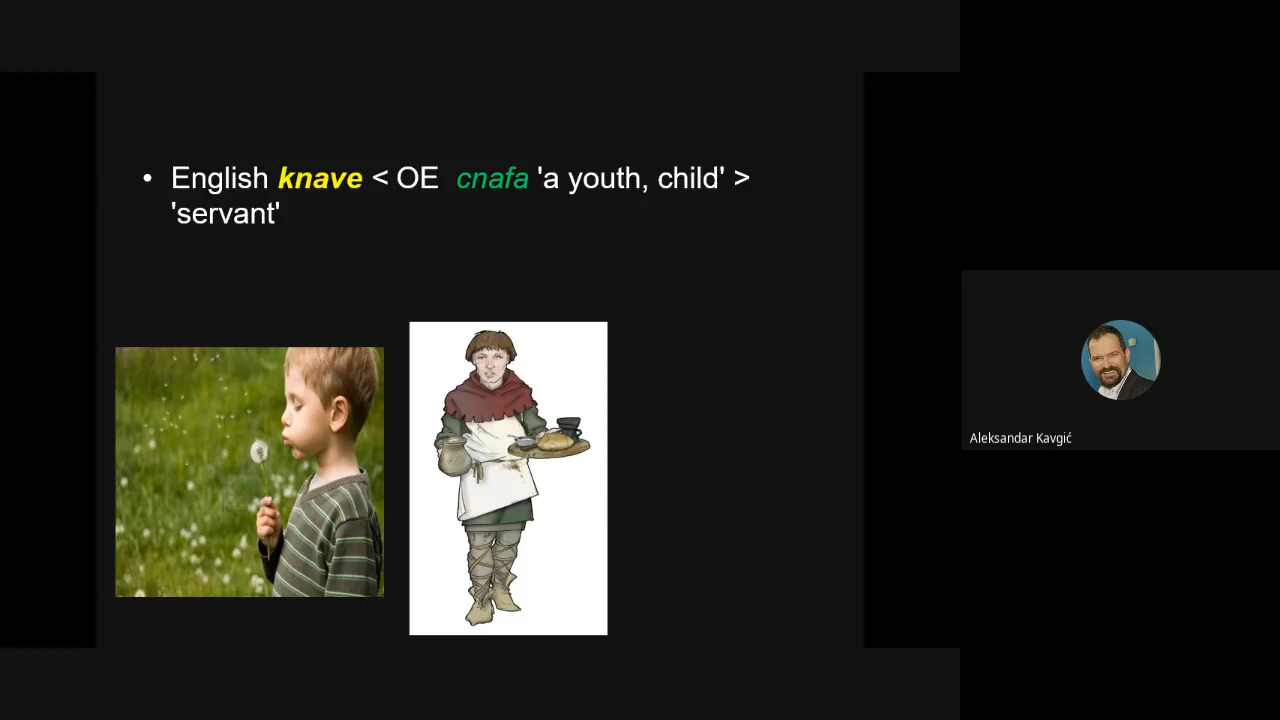 • English knave < OE cnafa 'a youth, child' >
'servant'
Aleksandar Kavgić